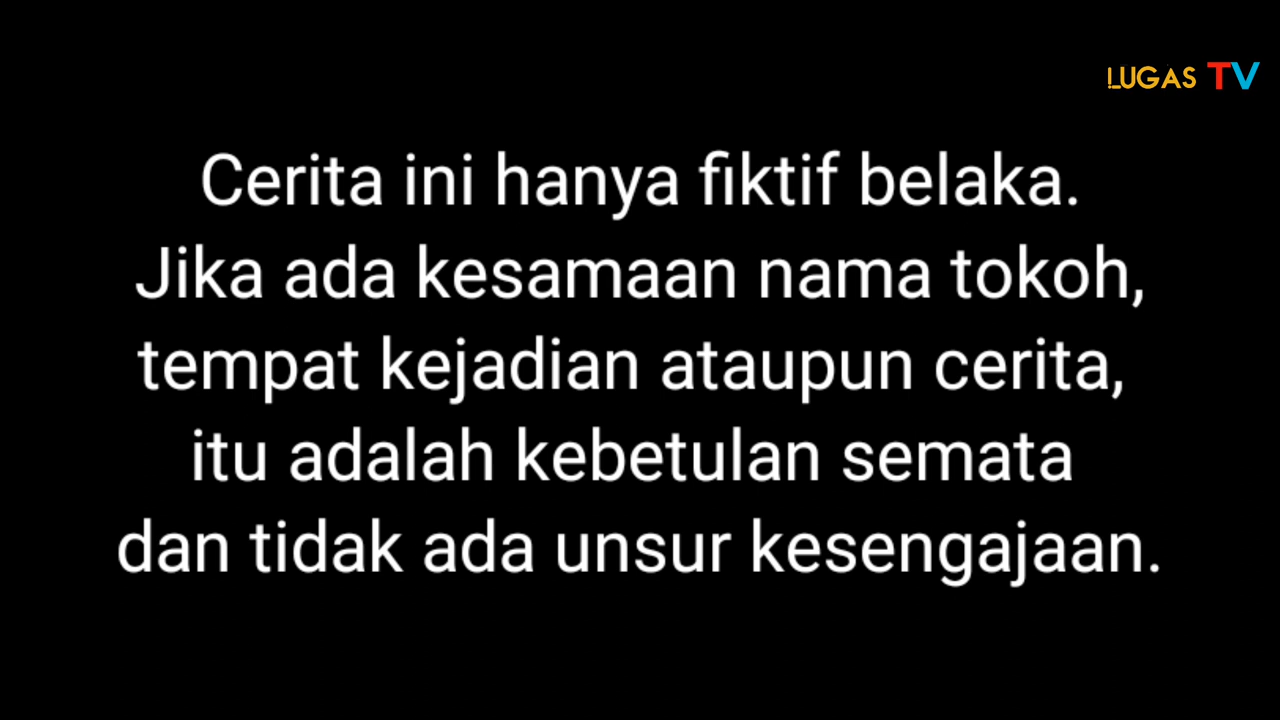 LUGAS TV
Cerita ini hanya fiktif belaka.
Jika ada kesamaan nama tokoh,
tempat kejadian ataupun cerita,
itu adalah kebetulan semata
dan tidak ada unsur kesengajaan.